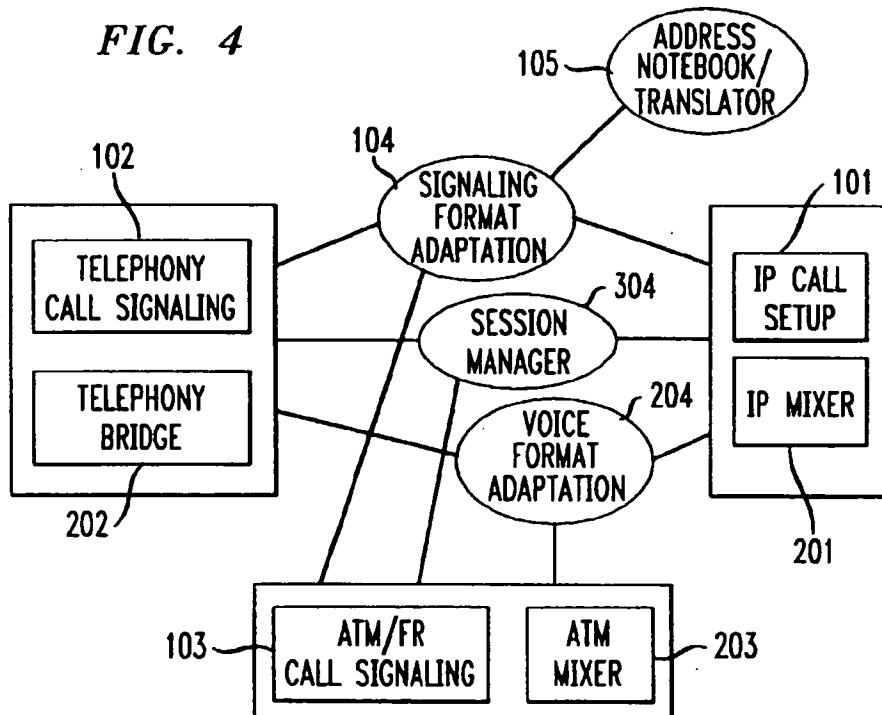 FIG. 4
105
ADDRESS
NOTEBOOK/
TRANSLATOR
102
104
SIGNALING
FORMAT
ADAPTATION
101
TELEPHONY
CALL SIGNALING
304
SESSION
MANAGER
IP CALL
SETUP
TELEPHONY
BRIDGE
204
VOICE
FORMAT
ADAPTATION
IP MIXER
202
201
103
ATM/FR
CALL SIGNALING
ATM
MIXER
203